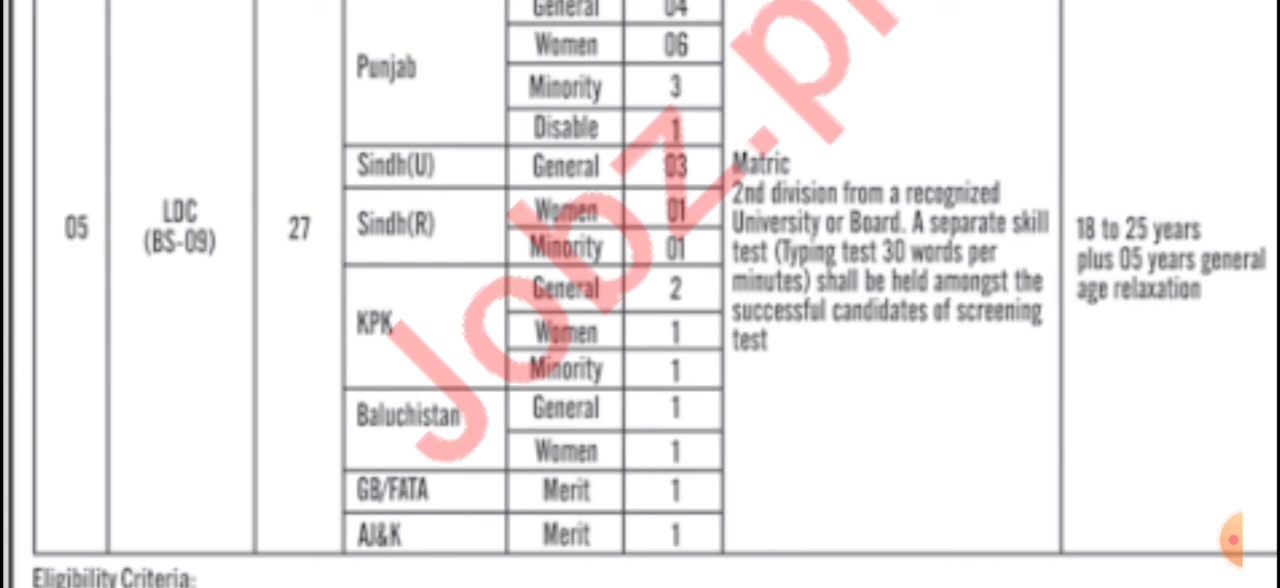 General 04
Women 06
Punjab
Minority 3
Disable 1
Sindh(U) General 03
Matric
2nd division from a recognized
University or Board. A separate skill
test (Typing test 30 words per
minutes) shall be held amongst the
successful candidates of screening
test
05 LDC
(BS-09)
27
Sindh(R)
Women 01
Minority 01
18 to 25 years
plus 05 years general
age relaxation
KPK
General 2
Women 1
Minority 1
Baluchistan General 1
Women 1
GB/FATA Merit 1
AJ&K Merit 1
Eligibility Criteria:
Jobz.p